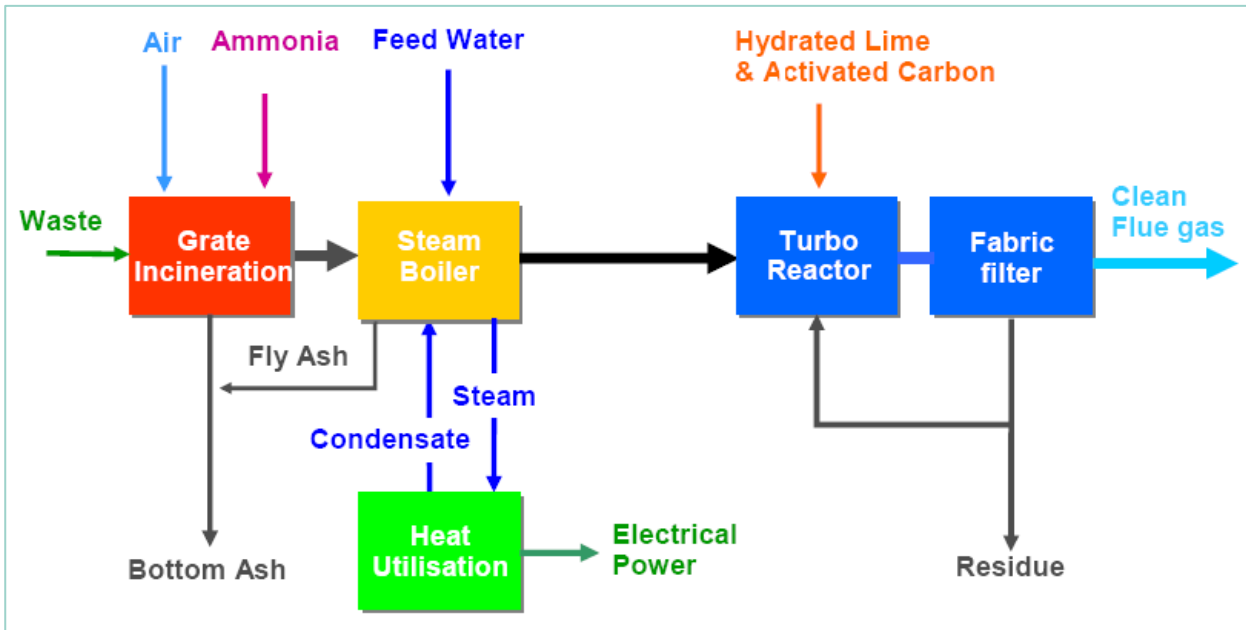 Air
Ammonia
Feed Water
Hydrated Lime
& Activated Carbon
Waste
Grate
Incineration
Steam
Boiler
Turbo
Reactor
Fabric
filter
Clean
Flue gas
Fly Ash
Steam
Condensate
Heat
Utilisation
Electrical
Power
Bottom Ash
Residue